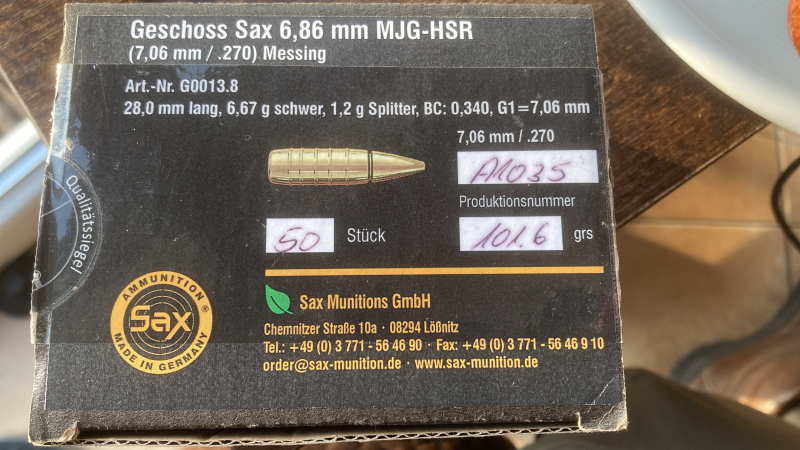 Geschoss Sax 6,86 mm MJG-HSR
(7,06 mm / .270) Messing
Art.-Nr. G0013.8
28,0 mm lang, 6,67 g schwer, 1,2 g Splitter, BC: 0,340, G1=7,06 mm
7,06 mm / .270
A1035
Produktionsnummer
50 Stück
101.6 grs
Qualitätssiegel
AMMUNITION
Sax
MADE IN GERMANY
Sax Munitions GmbH
Chemnitzer Straße 10a · 08294 Lößnitz
Tel.: +49 (0) 3 771 - 56 46 90 · Fax: +49 (0) 3 771 - 56 46 9 10
order@sax-munition.de · www.sax-munition.de